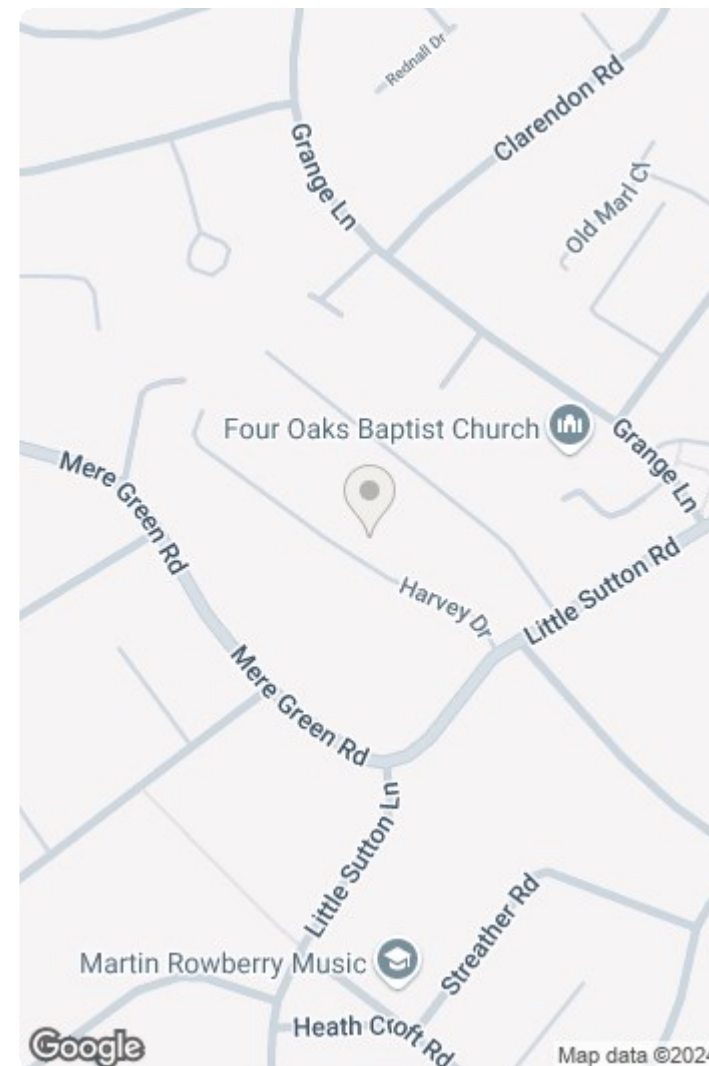 Rednall Dr
Clarendon Rd
Grange Ln
Old Marl Cl
Four Oaks Baptist Church
Grange Ln
Mere Green Rd
Little Sutton Rd
Harvey Dr
Mere Green Rd
Little Sutton Ln
Streather Rd
Martin Rowberry Music
Heath Croft Rd
Google
Map data ©2024